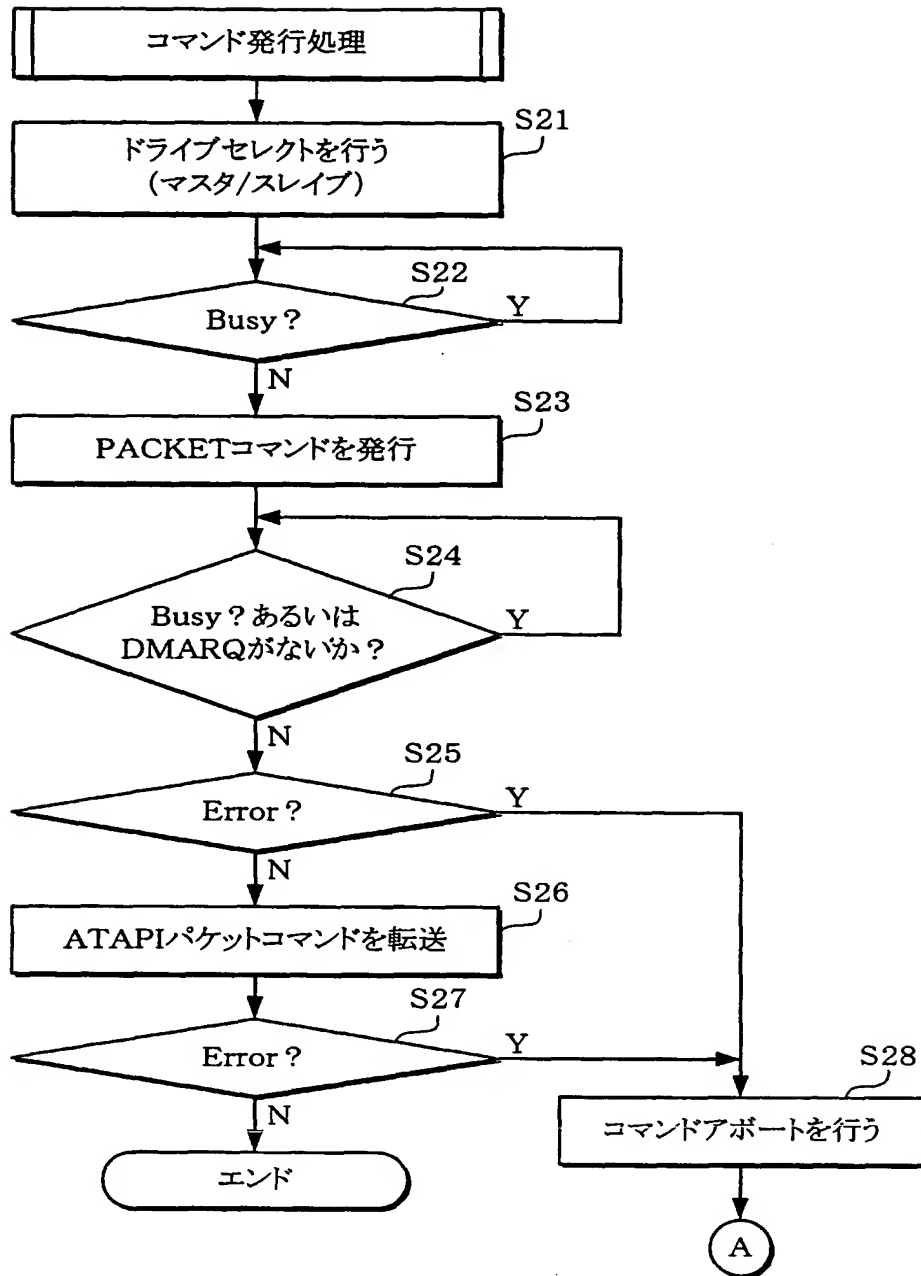 コマンド発行処理
S21
ドライブセレクトを行う
(マスタ/スレイブ)
S22
Busy?
Y
N
S23
PACKETコマンドを発行
S24
Busy?あるいは
DMARQがないか?
Y
N
S25
Error?
Y
N
S26
ATAPIパケットコマンドを転送
S27
Error?
Y
N
S28
コマンドアボートを行う
エンド
A